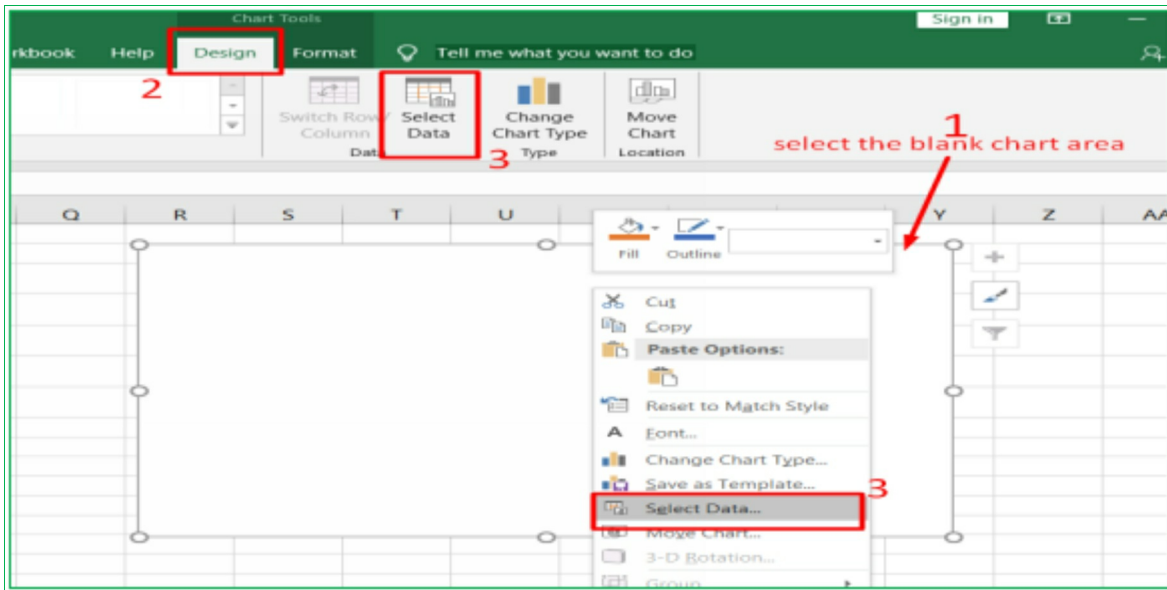 Chart Tools
Sign in
rkbook Help Design Format Tell me what you want to do
2
Switch Row/
Column
Select
Data
Change
Chart Type
Move
Chart
Data
3
Type
Location
1
select the blank chart area
Q R S T U Y Z AA
Fill Outline
Cut
Copy
Paste Options:
Reset to Match Style
A Font...
Change Chart Type...
Save as Template...
3
Select Data...
Move Chart...
3-D Rotation...
Group